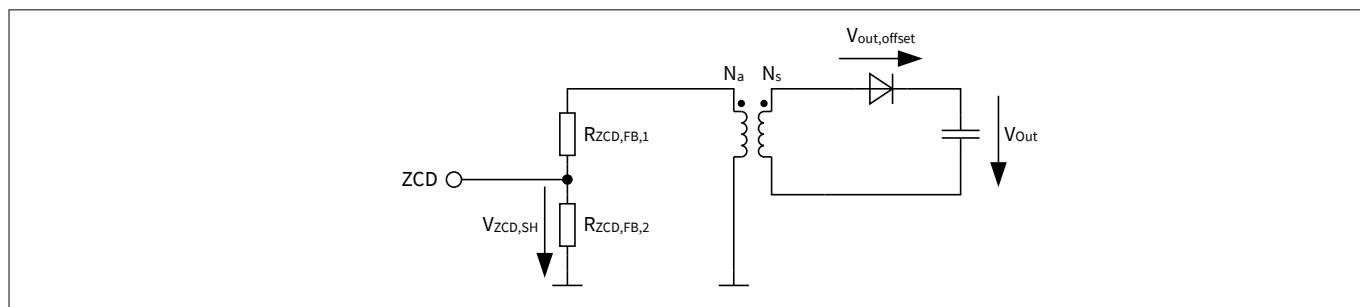 Vout,offset
Na Ns
RZCD,FB,1
VOut
ZCD
VZCD,SH
RZCD,FB,2